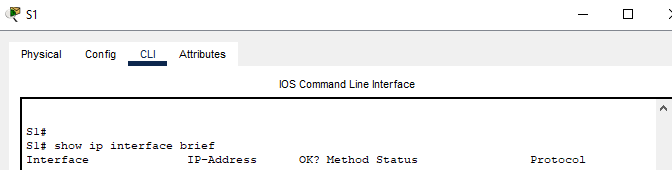 S1
Physical Config CLI Attributes
IOS Command Line Interface
S1#
S1# show ip interface brief
Interface IP-Address OK? Method Status Protocol